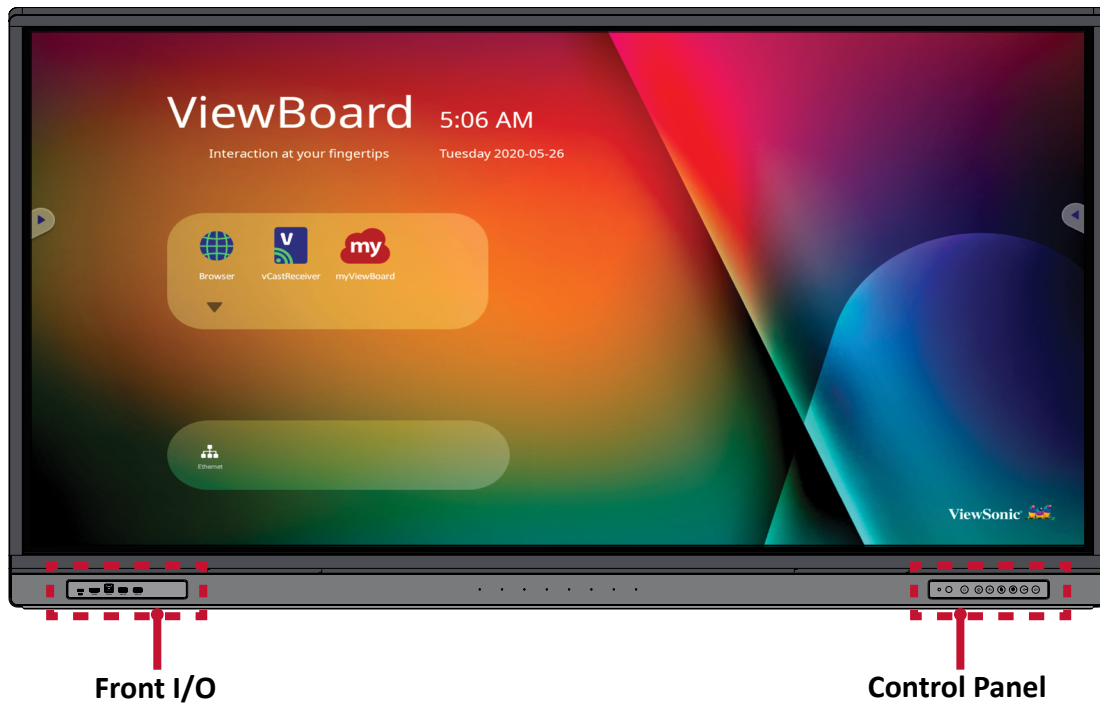 ViewBoard 5:06 AM
Interaction at your fingertips Tuesday 2020-05-26
V
my
Browser vCastReceiver myViewBoard
Ethernet
ViewSonic
Front I/O Control Panel